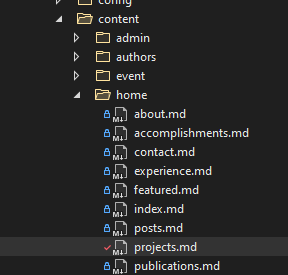 config
content
admin
authors
event
home
about.md
accomplishments.md
contact.md
experience.md
featured.md
index.md
posts.md
projects.md
publications.md